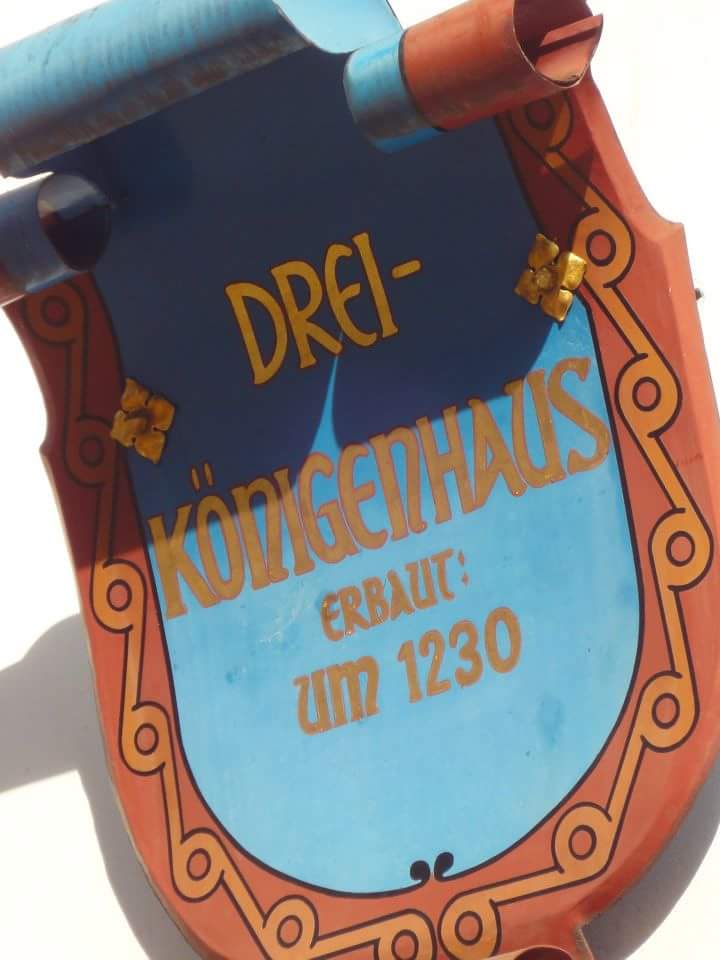 DREI-
KÖNIGENHAUS
ERBAUT:
UM 1230